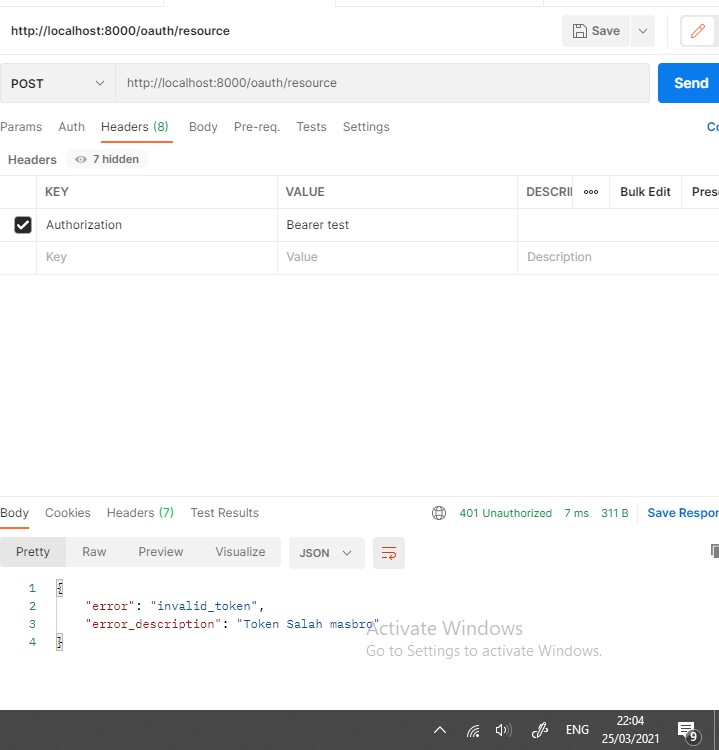 http://localhost:8000/oauth/resource
Save
POST
http://localhost:8000/oauth/resource
Send
Params Auth Headers (8) Body Pre-req. Tests Settings
Headers 7 hidden
KEY VALUE Bulk Edit
Authorization Bearer test
Key Value Description
Body Cookies Headers (7) Test Results 401 Unauthorized 7 ms 311 B Save
Pretty Raw Preview Visualize JSON
1 {
2 "error": "invalid_token",
3 "error_description": "Token Salah masbro"
4 }
Activate Windows
Go to Settings to activate Windows.
ENG 22:04
25/03/2021 9